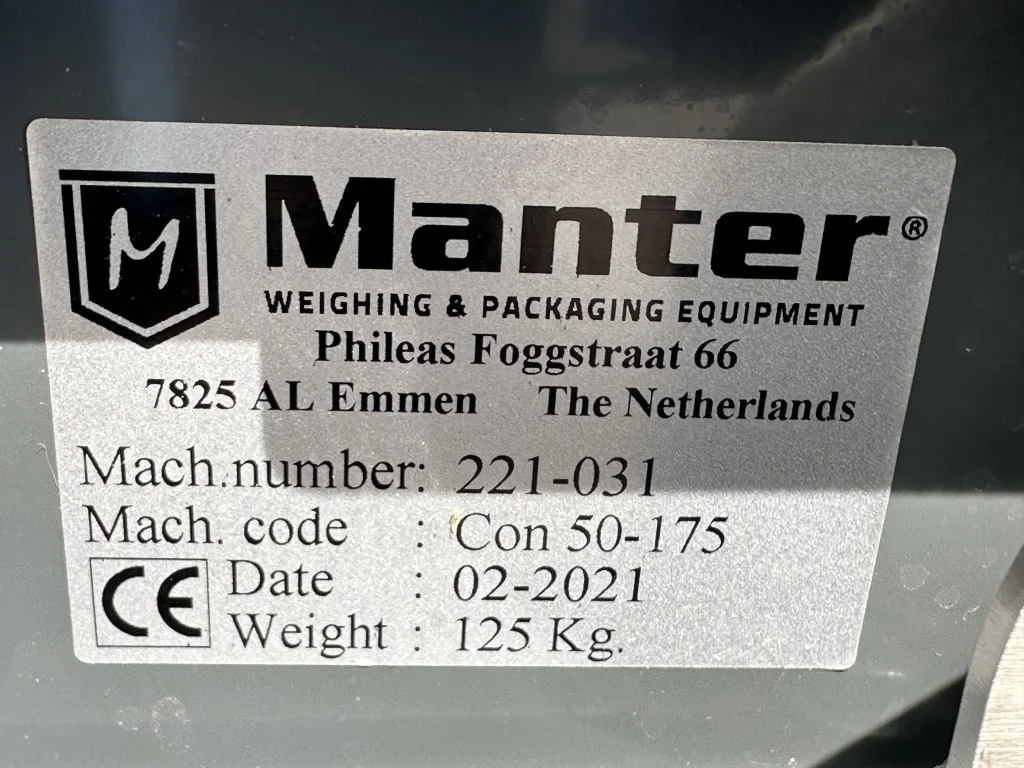 M
Manter®
WEIGHING & PACKAGING EQUIPMENT
Phileas Foggstraat 66
7825 AL Emmen The Netherlands
Mach.number: 221-031
Mach. code : Con 50-175
CE Date : 02-2021
Weight : 125 Kg.